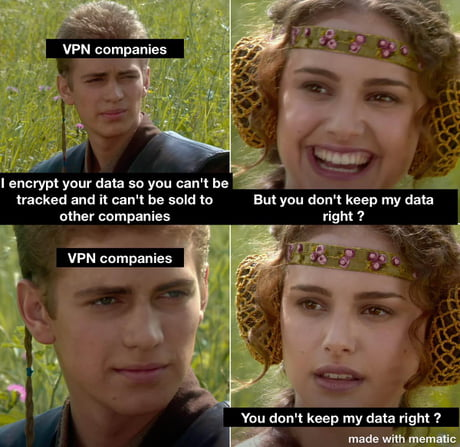 VPN companies
I encrypt your data so you can't be
tracked and it can't be sold to
other companies
But you don't keep my data
right ?
VPN companies
You don't keep my data right ?
made with mematic